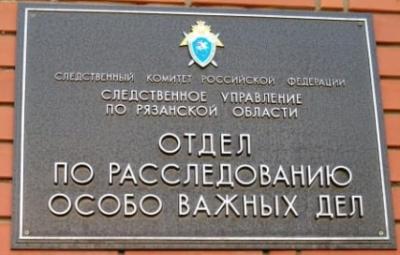 СЛЕДСТВЕННЫЙ КОМИТЕТ РОССИЙСКОЙ ФЕДЕРАЦИИ
СЛЕДСТВЕННОЕ УПРАВЛЕНИЕ
ПО РЯЗАНСКОЙ ОБЛАСТИ
ОТДЕЛ
ПО РАССЛЕДОВАНИЮ
ОСОБО ВАЖНЫХ ДЕЛ